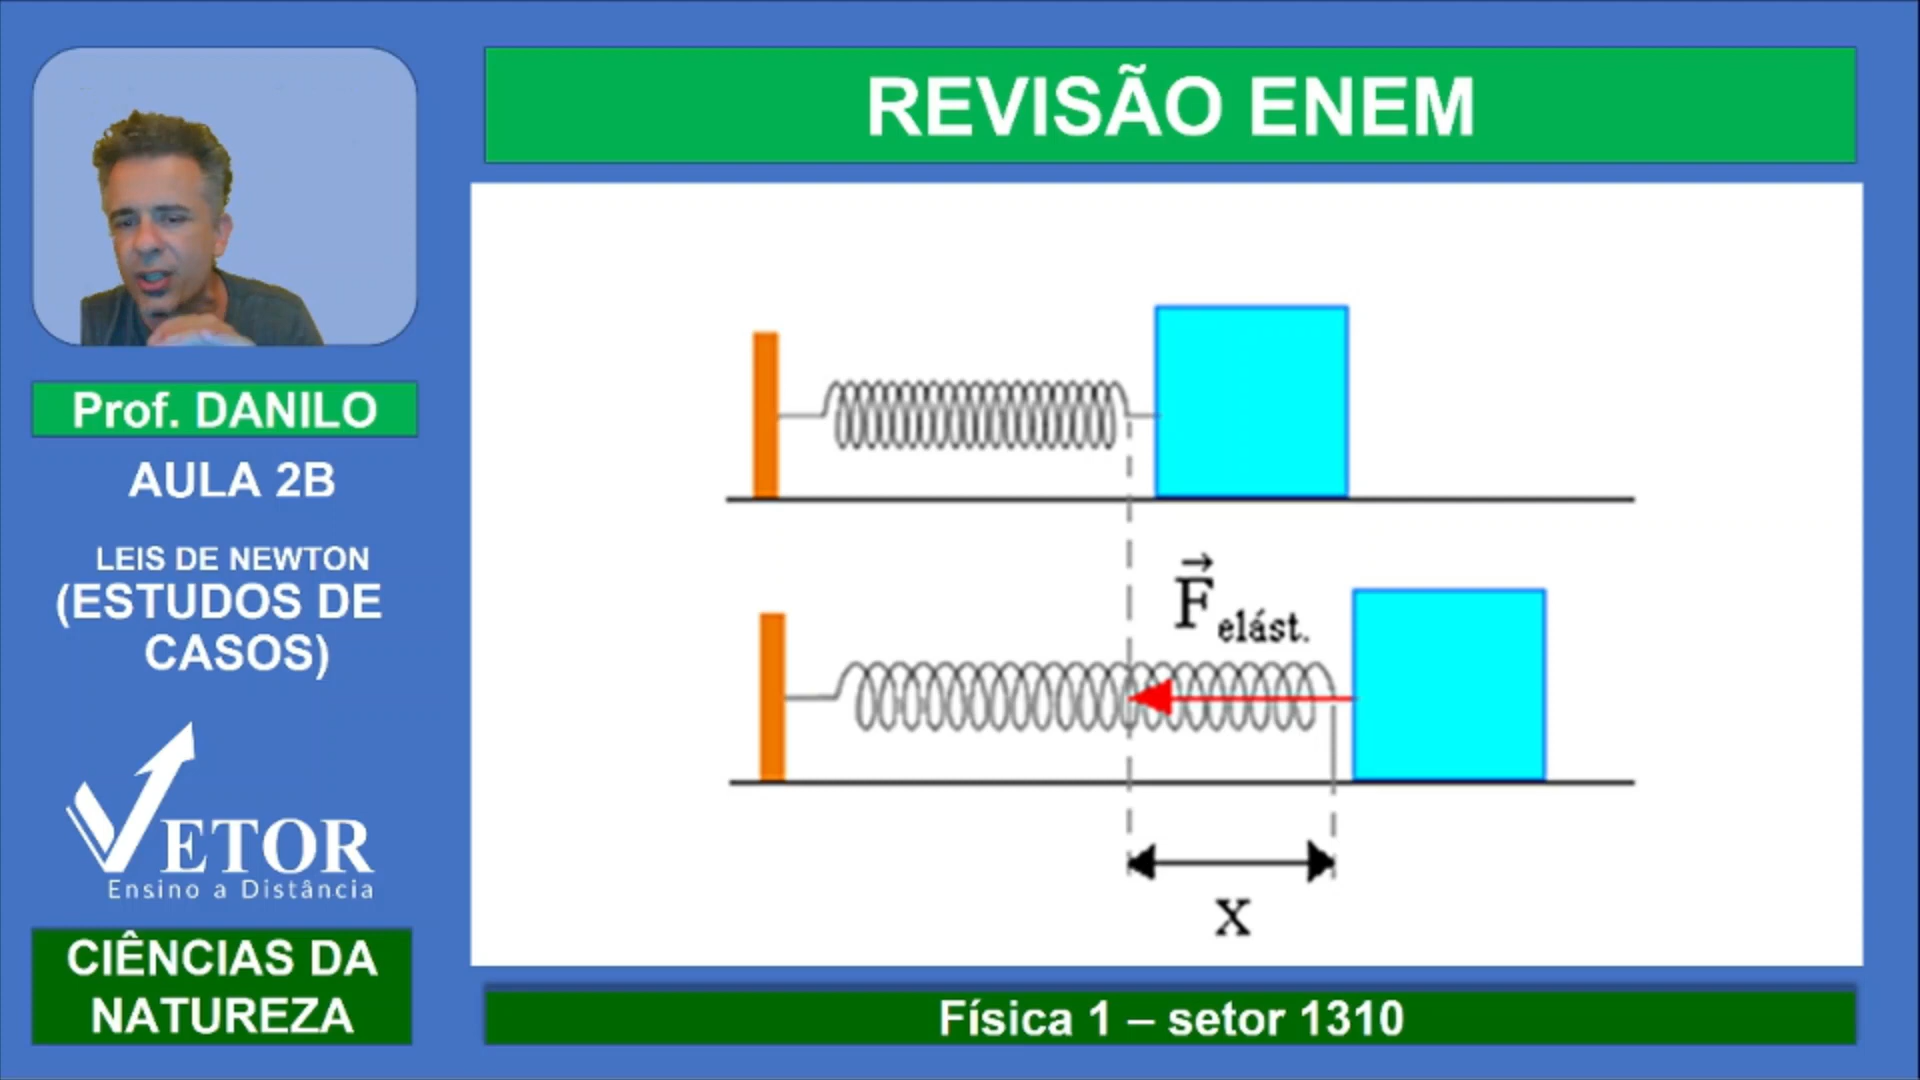 REVISÃO ENEM
Prof. DANILO
AULA 2B
LEIS DE NEWTON
(ESTUDOS DE
CASOS)
VETOR
Ensino a Distância
CIÊNCIAS DA
NATUREZA
F elást.
x
Física 1 – setor 1310